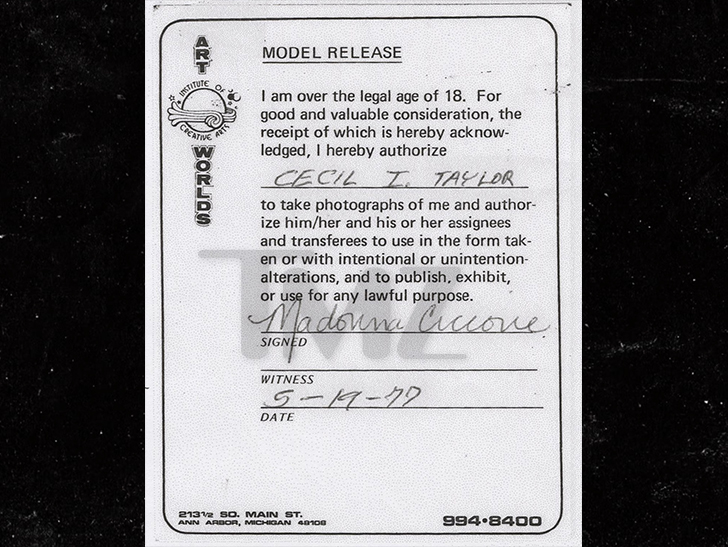 ART
INSTITUTE OF
CREATIVE ARTS
WORLDS
MODEL RELEASE
I am over the legal age of 18. For
good and valuable consideration, the
receipt of which is hereby acknow-
ledged, I hereby authorize
CECIL I. TAYLOR
to take photographs of me and author-
ize him/her and his or her assignees
and transferees to use in the form tak-
en or with intentional or unintention-
alterations, and to publish, exhibit,
or use for any lawful purpose.
Madonna Ciccone
SIGNED
WITNESS
5-19-77
DATE
213½ SO. MAIN ST.
ANN ARBOR, MICHIGAN 48108
994•8400
TMZ